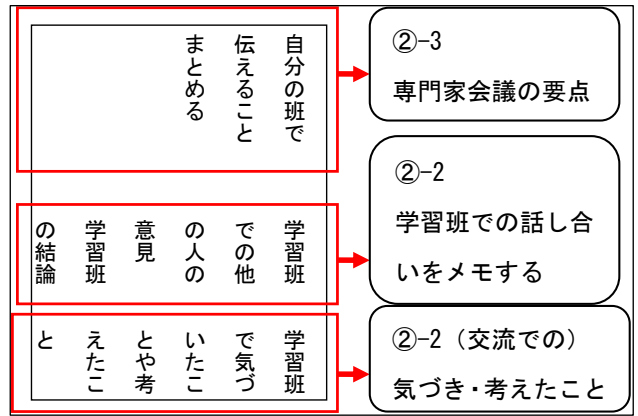 自分の班で
伝えること
まとめる
②-3
専門家会議の要点
学習班
での他
の人の
意見
学習班
の結論
②-2
学習班での話し合
いをメモする
学習班
で気づ
いたこ
とや考
えたこ
と
②-2（交流での）
気づき・考えたこと